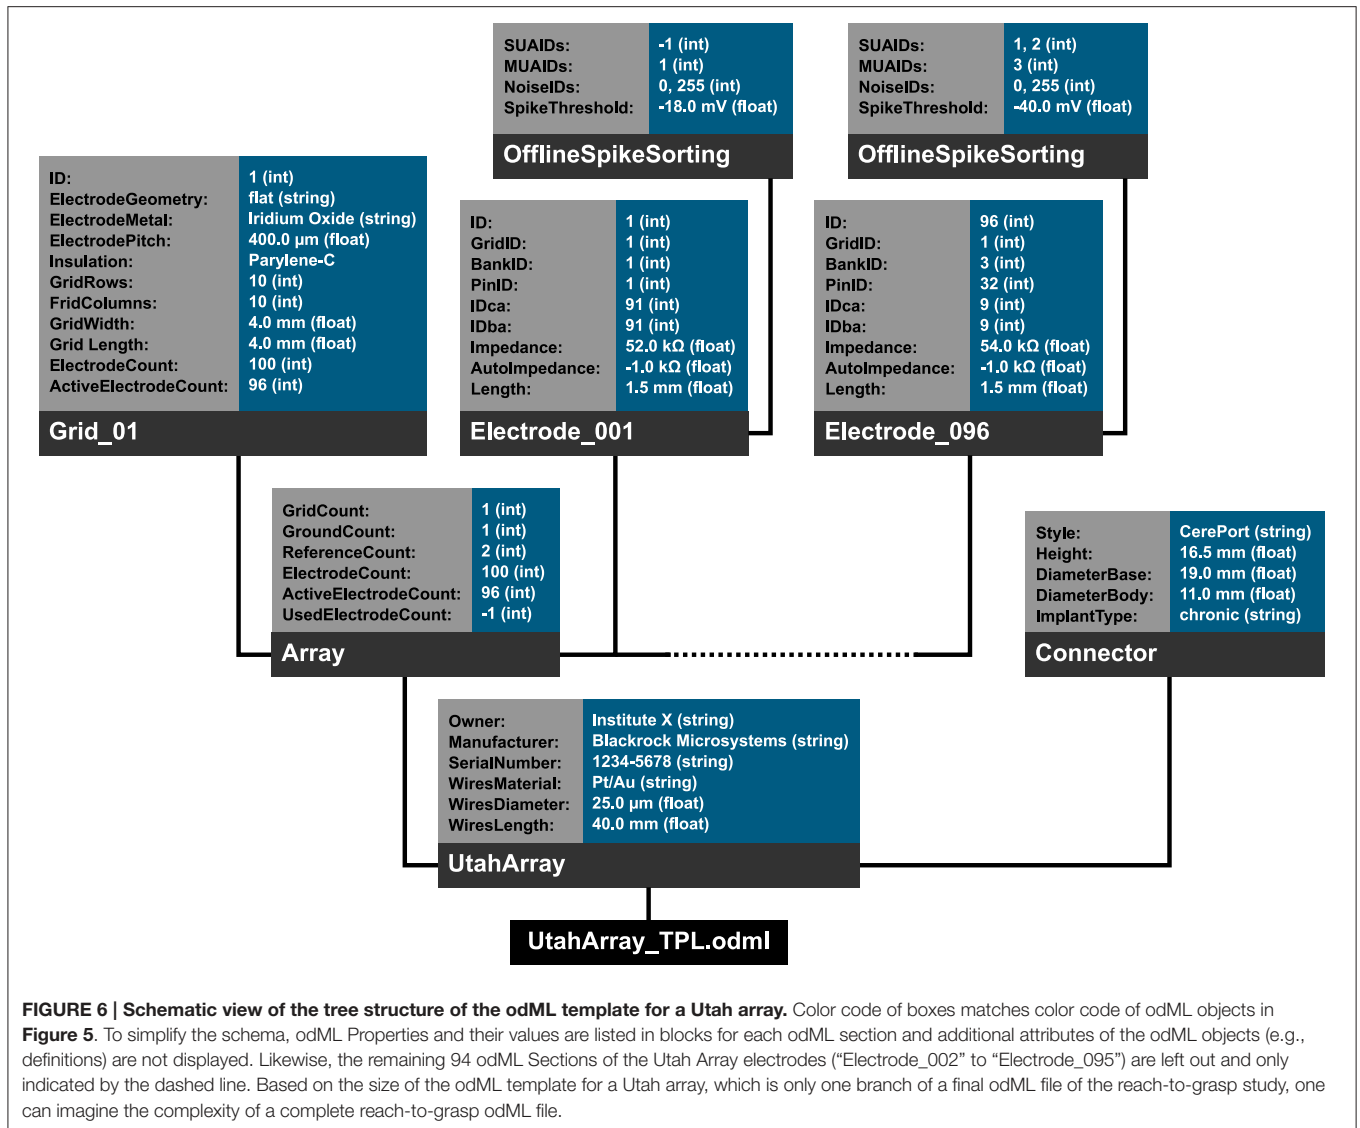 SUAIDs: -1 (int)
MUAIDs: 1 (int)
NoiseIDs: 0, 255 (int)
SpikeThreshold: -18.0 mV (float)
OfflineSpikeSorting
SUAIDs: 1, 2 (int)
MUAIDs: 3 (int)
NoiseIDs: 0, 255 (int)
SpikeThreshold: -40.0 mV (float)
OfflineSpikeSorting
ID: 1 (int)
ElectrodeGeometry: flat (string)
ElectrodeMetal: Iridium Oxide (string)
ElectrodePitch: 400.0 µm (float)
Insulation: Parylene-C
GridRows: 10 (int)
FridColumns: 10 (int)
GridWidth: 4.0 mm (float)
Grid Length: 4.0 mm (float)
ElectrodeCount: 100 (int)
ActiveElectrodeCount: 96 (int)
Grid_01
ID: 1 (int)
GridID: 1 (int)
BankID: 1 (int)
PinID: 1 (int)
IDca: 91 (int)
IDba: 91 (int)
Impedance: 52.0 kΩ (float)
AutoImpedance: -1.0 kΩ (float)
Length: 1.5 mm (float)
Electrode_001
ID: 96 (int)
GridID: 1 (int)
BankID: 3 (int)
PinID: 32 (int)
IDca: 9 (int)
IDba: 9 (int)
Impedance: 54.0 kΩ (float)
AutoImpedance: -1.0 kΩ (float)
Length: 1.5 mm (float)
Electrode_096
GridCount: 1 (int)
GroundCount: 1 (int)
ReferenceCount: 2 (int)
ElectrodeCount: 100 (int)
ActiveElectrodeCount: 96 (int)
UsedElectrodeCount: -1 (int)
Array
Style: CerePort (string)
Height: 16.5 mm (float)
DiameterBase: 19.0 mm (float)
DiameterBody: 11.0 mm (float)
ImplantType: chronic (string)
Connector
Owner: Institute X (string)
Manufacturer: Blackrock Microsystems (string)
SerialNumber: 1234-5678 (string)
WiresMaterial: Pt/Au (string)
WiresDiameter: 25.0 µm (float)
WiresLength: 40.0 mm (float)
UtahArray
UtahArray_TPL.odml
FIGURE 6 | Schematic view of the tree structure of the odML template for a Utah array. Color code of boxes matches color code of odML objects in
Figure 5. To simplify the schema, odML Properties and their values are listed in blocks for each odML section and additional attributes of the odML objects (e.g.,
definitions) are not displayed. Likewise, the remaining 94 odML Sections of the Utah Array electrodes (“Electrode_002” to “Electrode_095”) are left out and only
indicated by the dashed line. Based on the size of the odML template for a Utah array, which is only one branch of a final odML file of the reach-to-grasp study, one
can imagine the complexity of a complete reach-to-grasp odML file.